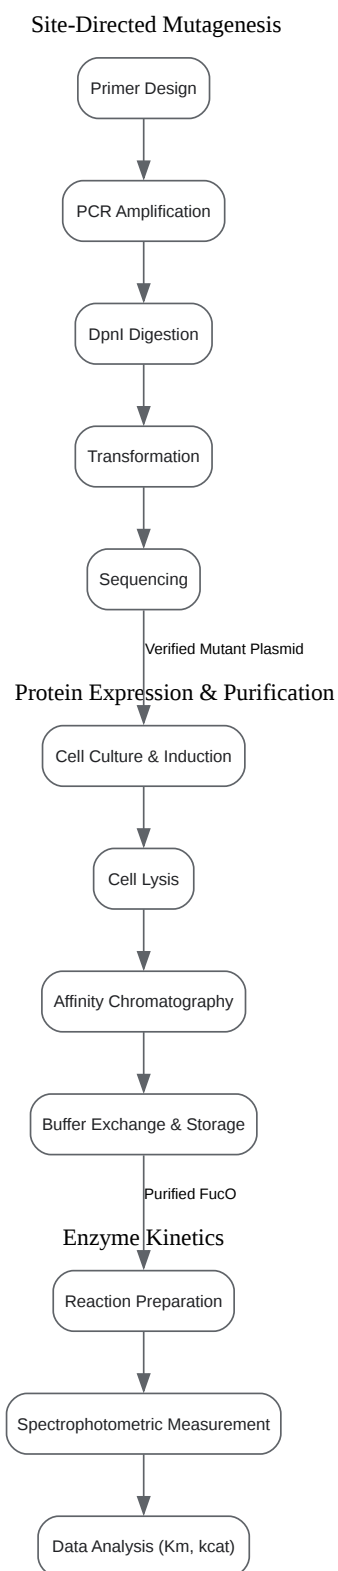 Site-Directed Mutagenesis
Primer Design
PCR Amplification
DpnI Digestion
Transformation
Sequencing
Verified Mutant Plasmid
Protein Expression & Purification
Cell Culture & Induction
Cell Lysis
Affinity Chromatography
Buffer Exchange & Storage
Purified FucO
Enzyme Kinetics
Reaction Preparation
Spectrophotometric Measurement
Data Analysis (Km, kcat)